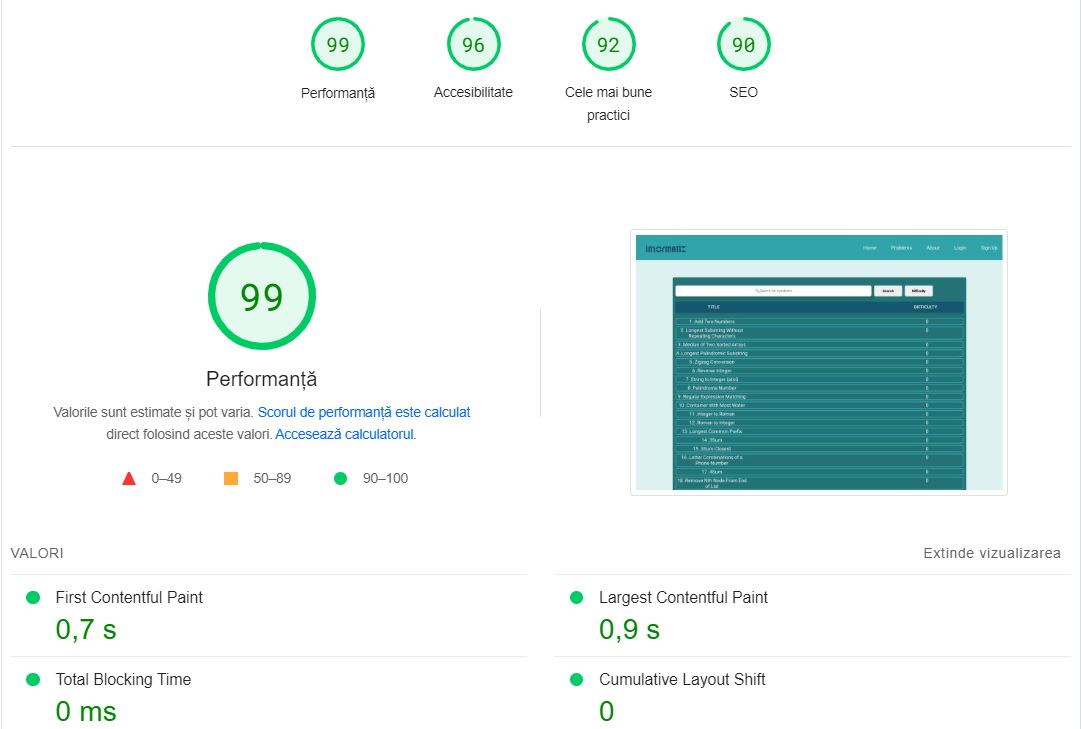 99
96
92
90
Performanță
Accesibilitate
Cele mai bune
practici
SEO
99
Performanță
Valorile sunt estimate și pot varia. Scorul de performanță este calculat
direct folosind aceste valori. Accesează calculatorul.
0–49
50–89
90–100
Home
Problems
About
Login
Sign Up
Search for a problem
Search
Difficulty
TITLE
DIFFICULTY
1. Add Two Numbers
0
2. Longest Substring Without
Repeating Characters
0
3. Median of Two Sorted Arrays
0
4. Longest Palindromic Substring
0
5. Zigzag Conversion
0
6. Reverse Integer
0
7. String to Integer (atoi)
0
8. Palindrome Number
0
9. Regular Expression Matching
0
10. Container With Most Water
0
11. Integer to Roman
0
12. Roman to Integer
0
13. Longest Common Prefix
0
14. 3Sum
0
15. 3Sum Closest
0
16. Letter Combinations of a
Phone Number
0
17. 4Sum
0
18. Remove Nth Node From End
of List
0
VALORI
Extinde vizualizarea
First Contentful Paint
0,7 s
Largest Contentful Paint
0,9 s
Total Blocking Time
0 ms
Cumulative Layout Shift
0